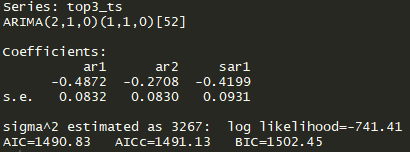 Series: top3_ts
ARIMA(2,1,0)(1,1,0)[52]
Coefficients:
ar1 ar2 sar1
-0.4872 -0.2708 -0.4199
s.e. 0.0832 0.0830 0.0931
sigma^2 estimated as 3267: log likelihood=-741.41
AIC=1490.83 AICc=1491.13 BIC=1502.45